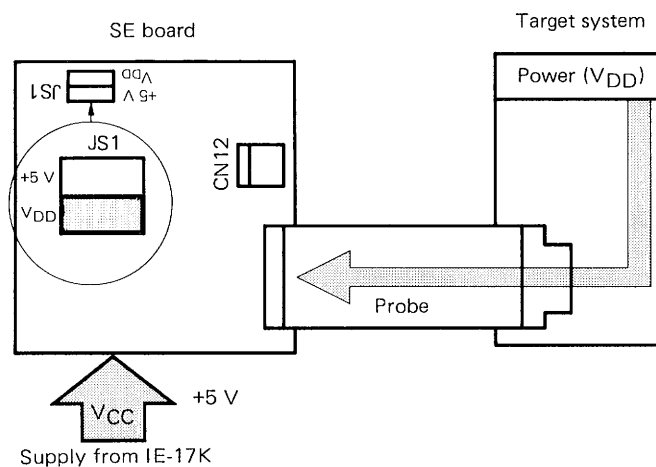 SE board
Target system
Power (VDD)
VDD
+5 V
JS1
JS1
+5 V
VDD
CN12
Probe
+5 V
VCC
Supply from IE-17K